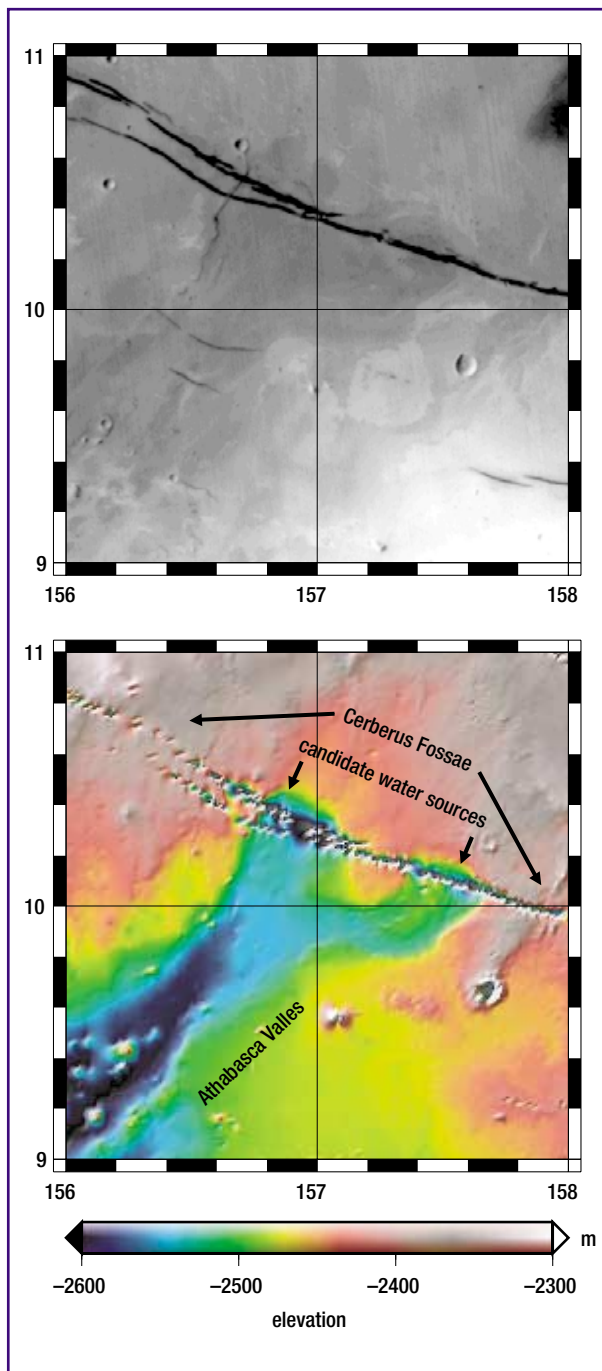 11
10
9
156 157 158
11
Cerberus Fossae
candidate water sources
10
Athabasca Valles
9
156 157 158
m
–2600 –2500 –2400 –2300
elevation